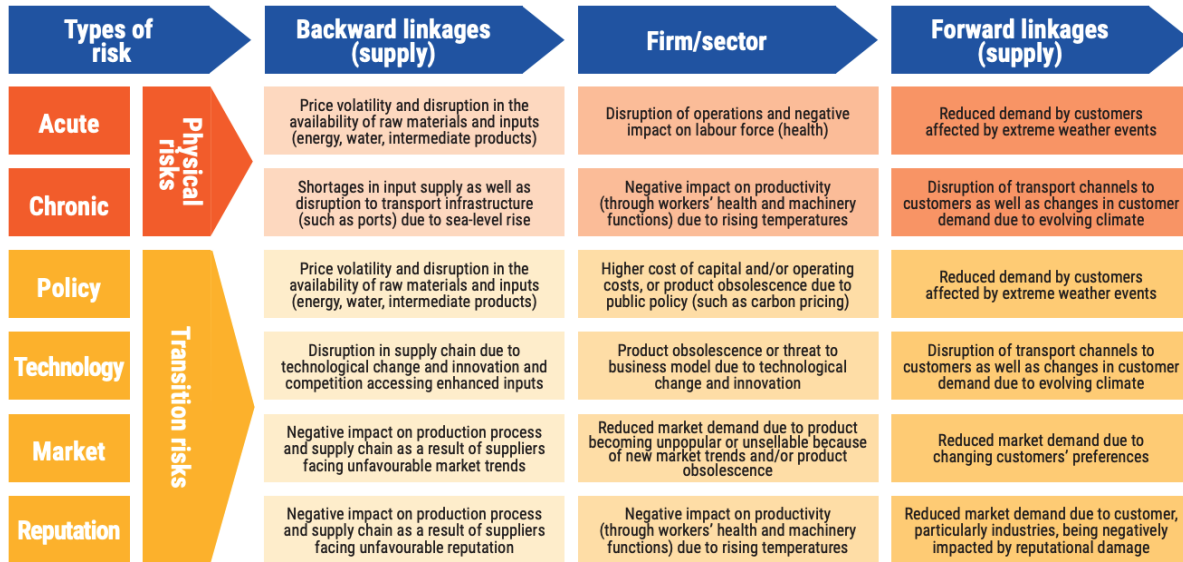 Types of
risk
Backward linkages
(supply)
Firm/sector
Forward linkages
(supply)
Acute
Physical
risks
Price volatility and disruption in the
availability of raw materials and inputs
(energy, water, intermediate products)
Disruption of operations and negative
impact on labour force (health)
Reduced demand by customers
affected by extreme weather events
Chronic
Shortages in input supply as well as
disruption to transport infrastructure
(such as ports) due to sea-level rise
Negative impact on productivity
(through workers’ health and machinery
functions) due to rising temperatures
Disruption of transport channels to
customers as well as changes in customer
demand due to evolving climate
Policy
Transition risks
Price volatility and disruption in the
availability of raw materials and inputs
(energy, water, intermediate products)
Higher cost of capital and/or operating
costs, or product obsolescence due to
public policy (such as carbon pricing)
Reduced demand by customers
affected by extreme weather events
Technology
Disruption in supply chain due to
technological change and innovation and
competition accessing enhanced inputs
Product obsolescence or threat to
business model due to technological
change and innovation
Disruption of transport channels to
customers as well as changes in customer
demand due to evolving climate
Market
Negative impact on production process
and supply chain as a result of suppliers
facing unfavourable market trends
Reduced market demand due to product
becoming unpopular or unsellable because
of new market trends and/or product
obsolescence
Reduced market demand due to
changing customers’ preferences
Reputation
Negative impact on production process
and supply chain as a result of suppliers
facing unfavourable reputation
Negative impact on productivity
(through workers’ health and machinery
functions) due to rising temperatures
Reduced market demand due to customer,
particularly industries, being negatively
impacted by reputational damage